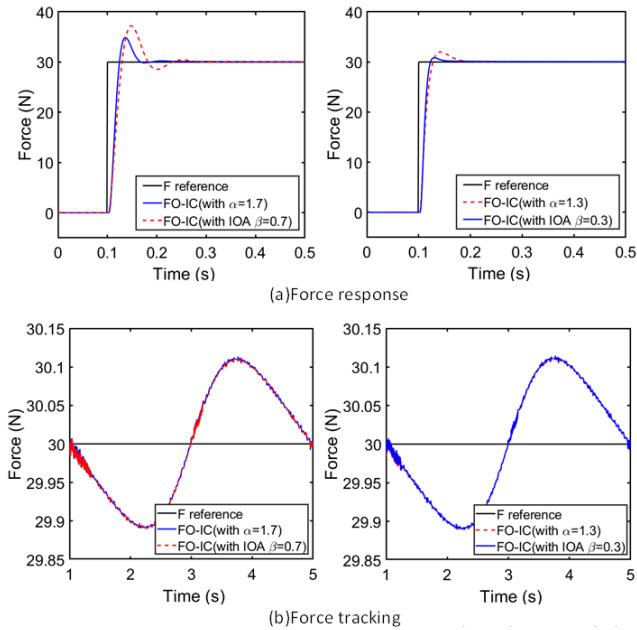 40
30
20
10
0
Force (N)
F reference
FO-IC(with α=1.7)
FO-IC(with IOA β=0.7)
0 0.1 0.2 0.3 0.4 0.5
Time (s)
40
30
20
10
0
Force (N)
F reference
FO-IC(with α=1.3)
FO-IC(with IOA β=0.3)
0 0.1 0.2 0.3 0.4 0.5
Time (s)
(a)Force response
30.15
30.1
30.05
30
29.95
29.9
29.85
Force (N)
F reference
FO-IC(with α=1.7)
FO-IC(with IOA β=0.7)
1 2 3 4 5
Time (s)
30.15
30.1
30.05
30
29.95
29.9
29.85
Force (N)
F reference
FO-IC(with α=1.3)
FO-IC(with IOA β=0.3)
1 2 3 4 5
Time (s)
(b)Force tracking